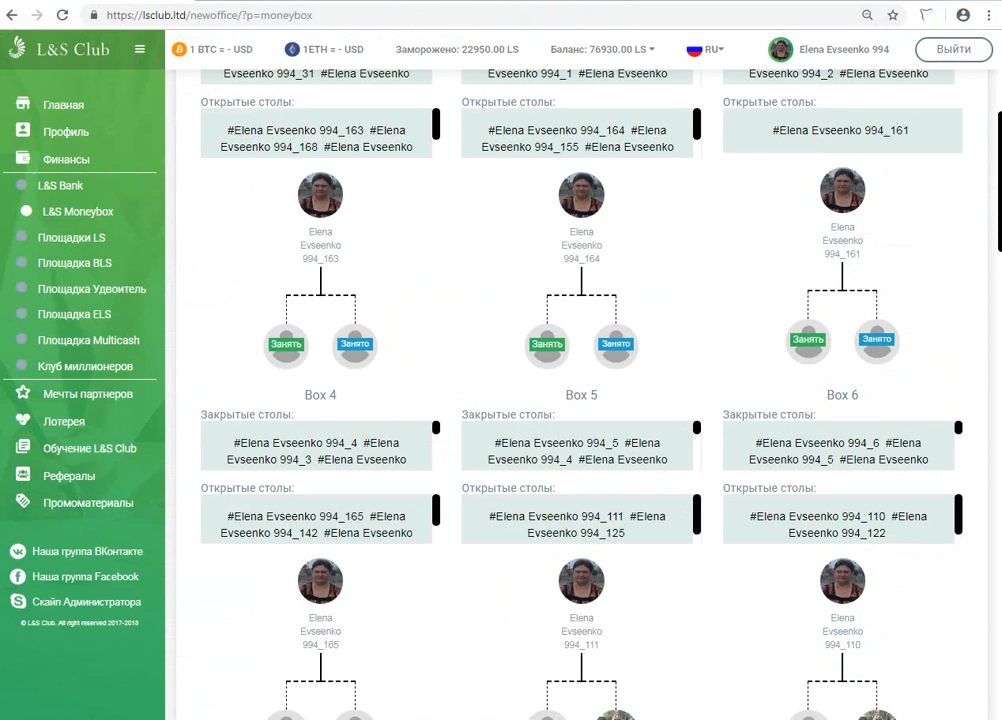 https://lsclub.ltd/newoffice/?p=moneybox
L&S Club
1 BTC = - USD
1ETH = - USD
Заморожено: 22950.00 LS
Баланс: 76930.00 LS
RU
Elena Evseenko 994
Выйти
Главная
Профиль
Финансы
L&S Bank
L&S Moneybox
Площадки LS
Площадка BLS
Площадка Удвоитель
Площадка ELS
Площадка Multicash
Клуб миллионеров
Мечты партнеров
Лотерея
Обучение L&S Club
Рефералы
Промоматериалы
Наша группа ВКонтакте
Наша группа Facebook
Скайп Администратора
© L&S Club. All right reserved 2017-2018
Evseenko 994_31 #Elena Evseenko
Открытые столы:
#Elena Evseenko 994_163 #Elena
Evseenko 994_168 #Elena Evseenko
Elena
Evseenko
994_163
Занять
Занято
Evseenko 994_1 #Elena Evseenko
Открытые столы:
#Elena Evseenko 994_164 #Elena
Evseenko 994_155 #Elena Evseenko
Elena
Evseenko
994_164
Занять
Занято
Evseenko 994_2 #Elena Evseenko
Открытые столы:
#Elena Evseenko 994_161
Elena
Evseenko
994_161
Занять
Занято
Box 4
Закрытые столы:
#Elena Evseenko 994_4 #Elena
Evseenko 994_3 #Elena Evseenko
Открытые столы:
#Elena Evseenko 994_165 #Elena
Evseenko 994_142 #Elena Evseenko
Elena
Evseenko
994_165
Box 5
Закрытые столы:
#Elena Evseenko 994_5 #Elena
Evseenko 994_4 #Elena Evseenko
Открытые столы:
#Elena Evseenko 994_111 #Elena
Evseenko 994_125
Elena
Evseenko
994_111
Box 6
Закрытые столы:
#Elena Evseenko 994_6 #Elena
Evseenko 994_5 #Elena Evseenko
Открытые столы:
#Elena Evseenko 994_110 #Elena
Evseenko 994_122
Elena
Evseenko
994_110